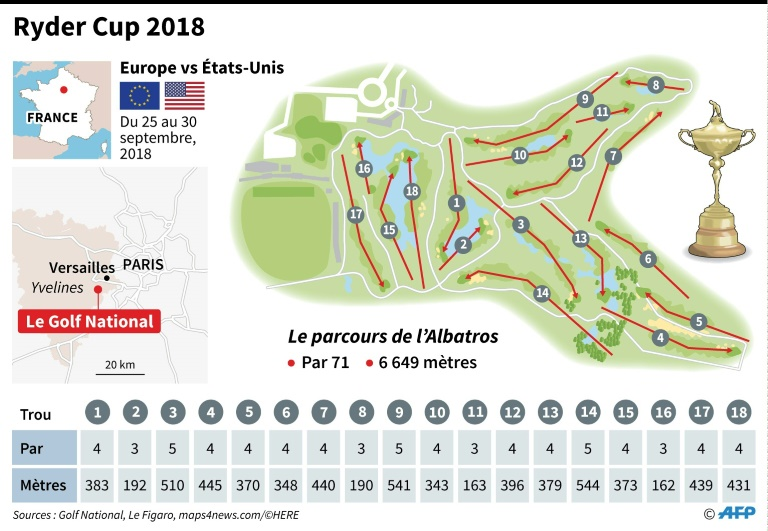 Ryder Cup 2018
Europe vs États-Unis
FRANCE
Du 25 au 30
septembre,
2018
Versailles
PARIS
Yvelines
Le Golf National
20 km
8
9
11
10
12
7
16
18
17
15
1
2
3
13
6
14
5
4
Le parcours de l'Albatros
• Par 71 • 6 649 mètres
Trou 1 2 3 4 5 6 7 8 9 10 11 12 13 14 15 16 17 18
Par 4 3 5 4 4 4 4 3 5 4 3 4 4 5 4 3 4 4
Mètres 383 192 510 445 370 348 440 190 541 343 163 396 379 544 373 162 439 431
Sources : Golf National, Le Figaro, maps4news.com/©HERE
© AFP